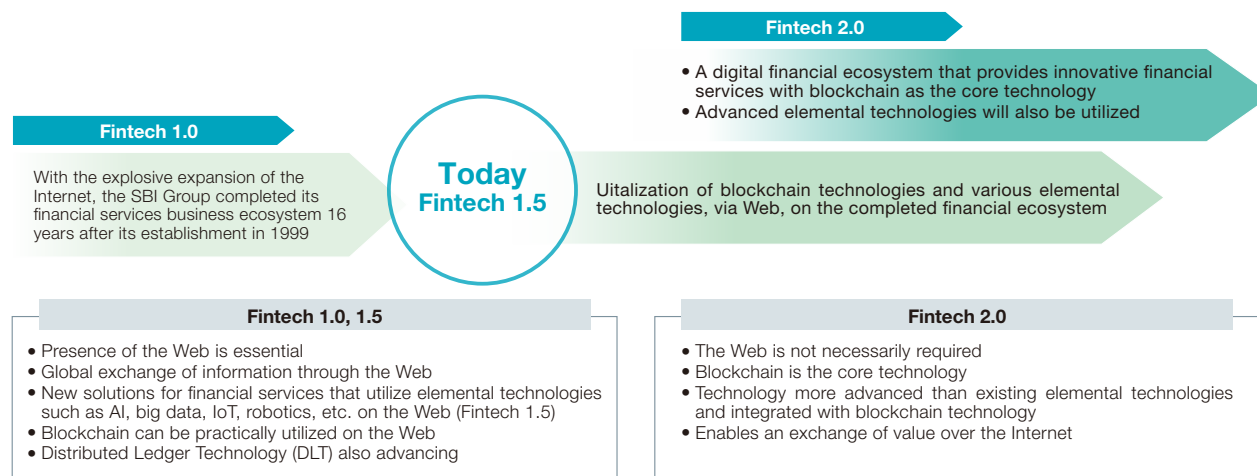 Fintech 2.0
• A digital financial ecosystem that provides innovative financial
services with blockchain as the core technology
• Advanced elemental technologies will also be utilized
Fintech 1.0
With the explosive expansion of the
Internet, the SBI Group completed its
financial services business ecosystem 16
years after its establishment in 1999
Today
Fintech 1.5
Uitalization of blockchain technologies and various elemental
technologies, via Web, on the completed financial ecosystem
Fintech 1.0, 1.5
• Presence of the Web is essential
• Global exchange of information through the Web
• New solutions for financial services that utilize elemental technologies
such as AI, big data, IoT, robotics, etc. on the Web (Fintech 1.5)
• Blockchain can be practically utilized on the Web
• Distributed Ledger Technology (DLT) also advancing
Fintech 2.0
• The Web is not necessarily required
• Blockchain is the core technology
• Technology more advanced than existing elemental technologies
and integrated with blockchain technology
• Enables an exchange of value over the Internet